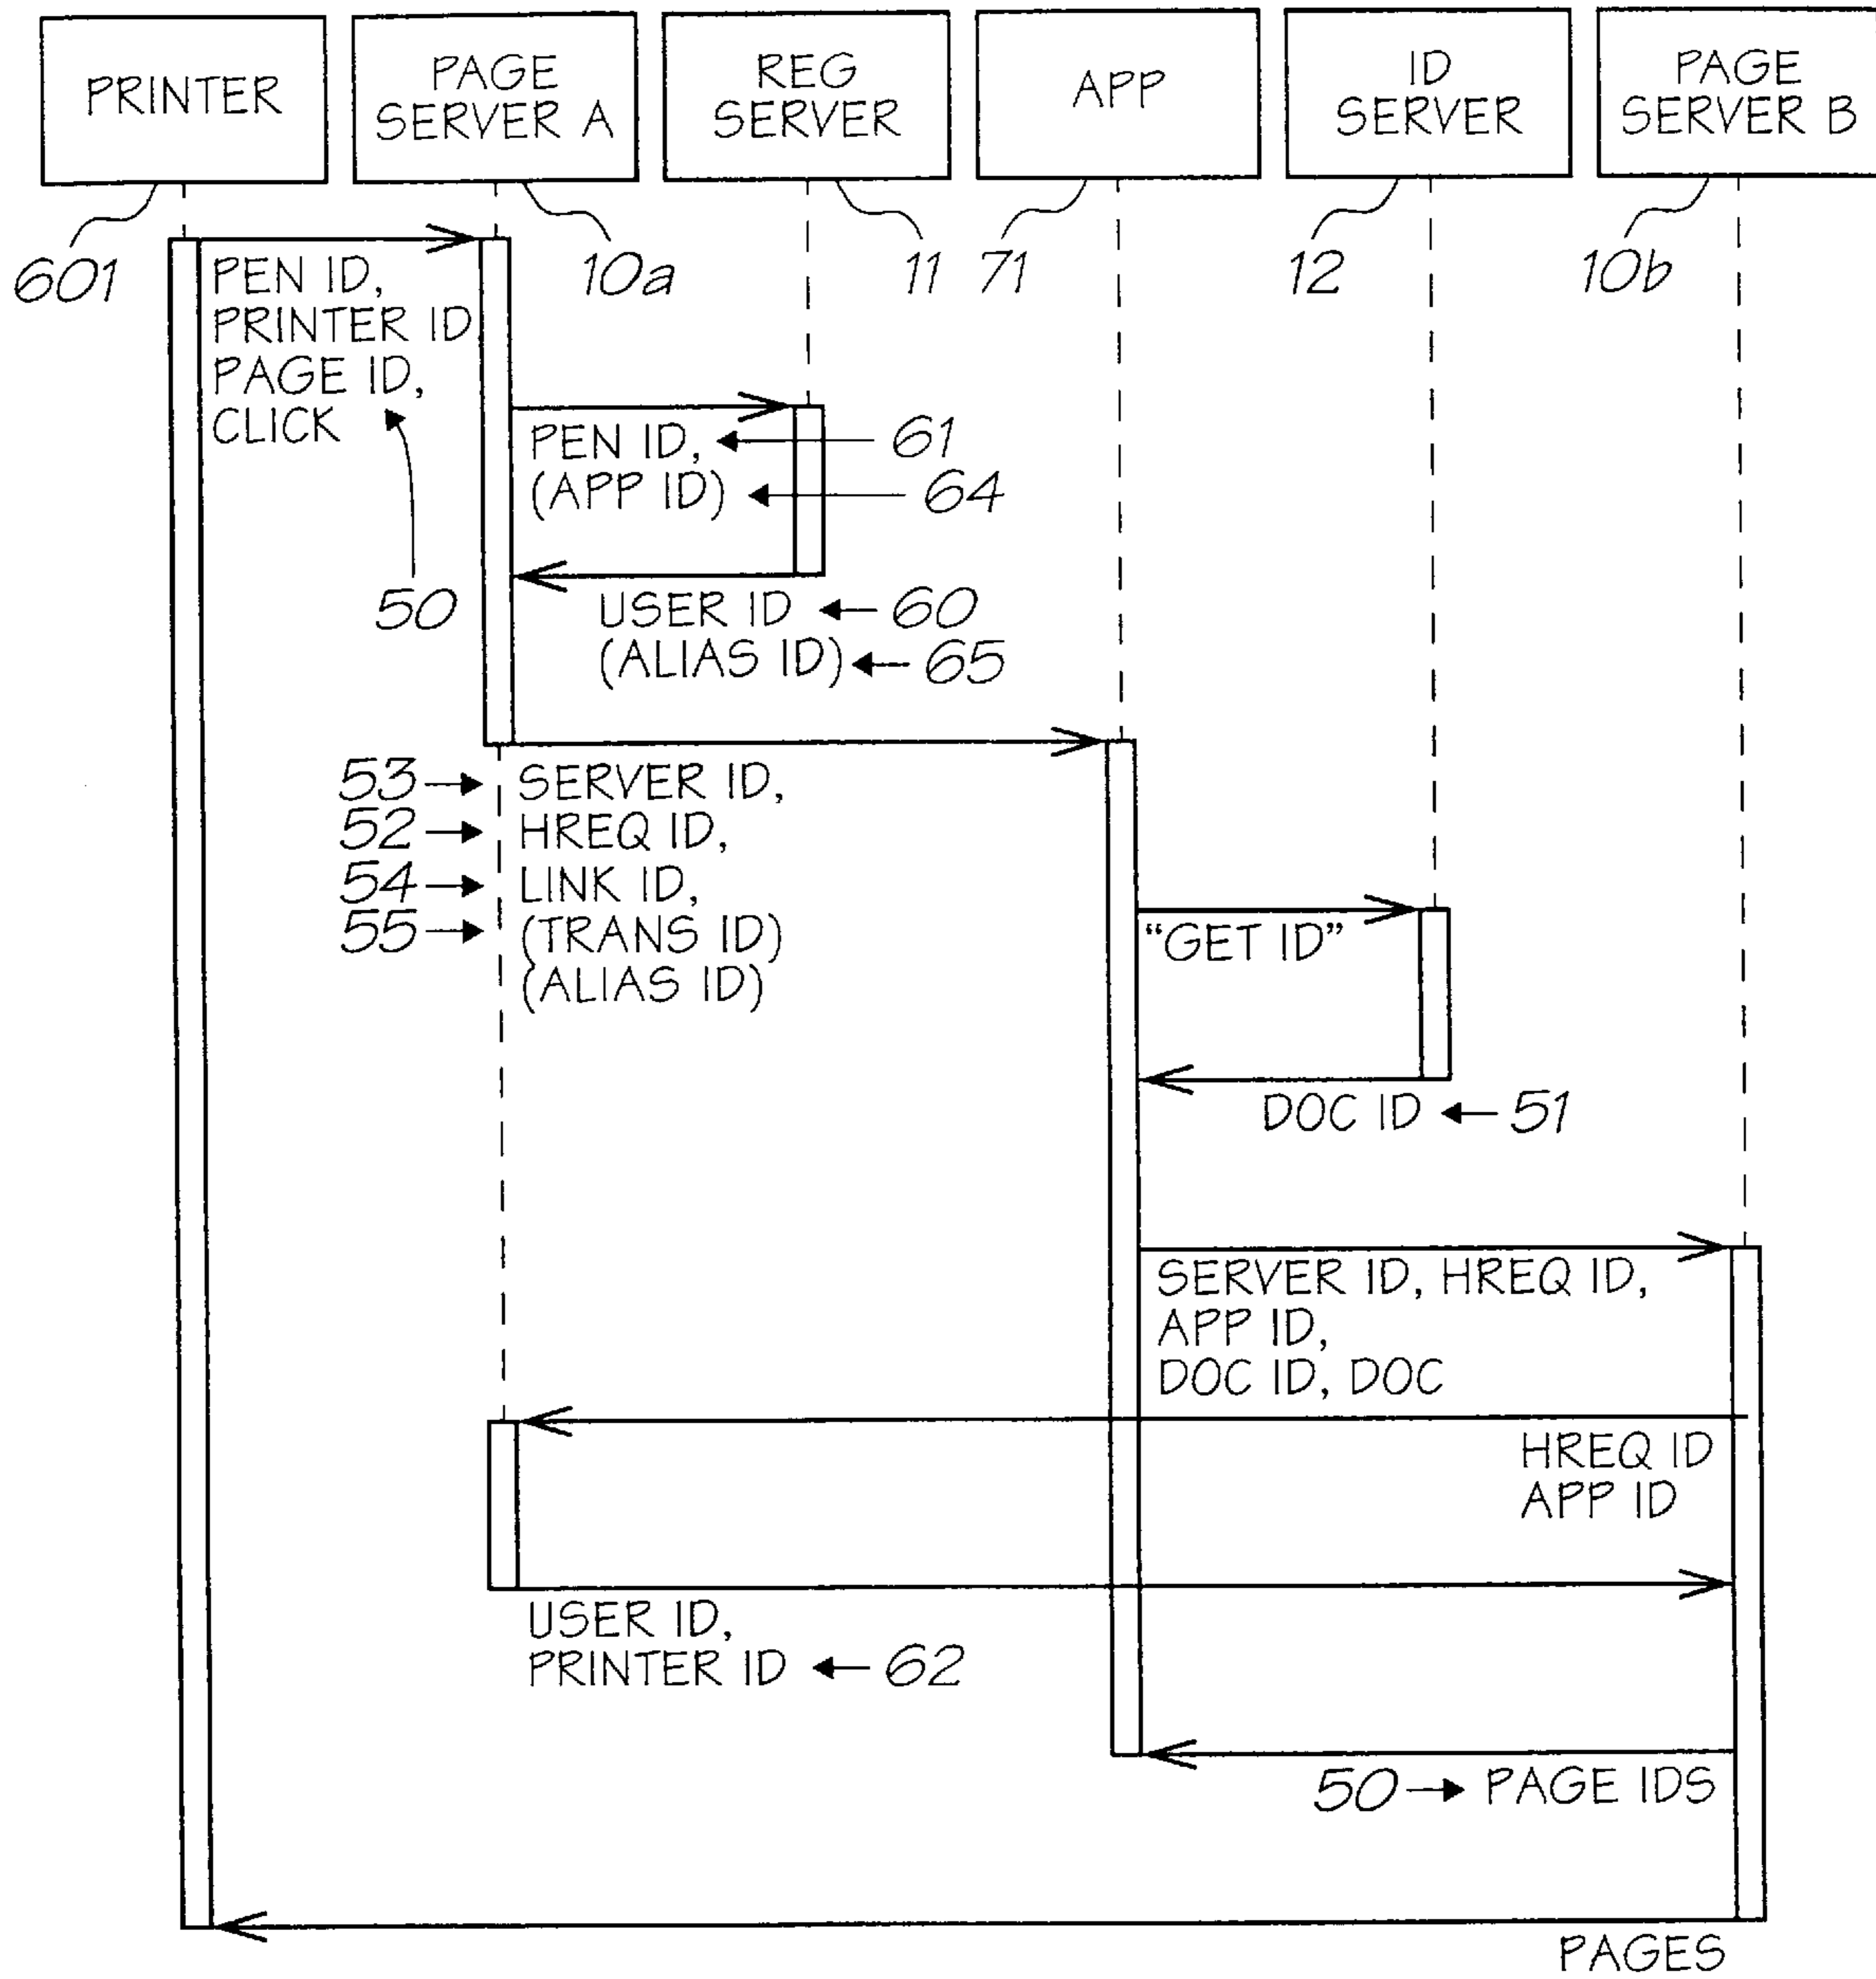 PRINTER
PAGE
SERVER A
REG
SERVER
APP
ID
SERVER
PAGE
SERVER B
601
10a
11
71
12
10b
PEN ID,
PRINTER ID
PAGE ID,
CLICK
50
PEN ID, 61
(APP ID) 64
USER ID 60
(ALIAS ID) 65
53 SERVER ID,
52 HREQ ID,
54 LINK ID,
55 (TRANS ID)
(ALIAS ID)
“GET ID”
DOC ID 51
SERVER ID, HREQ ID,
APP ID,
DOC ID, DOC
HREQ ID
APP ID
USER ID,
PRINTER ID 62
50 PAGE IDS
PAGES